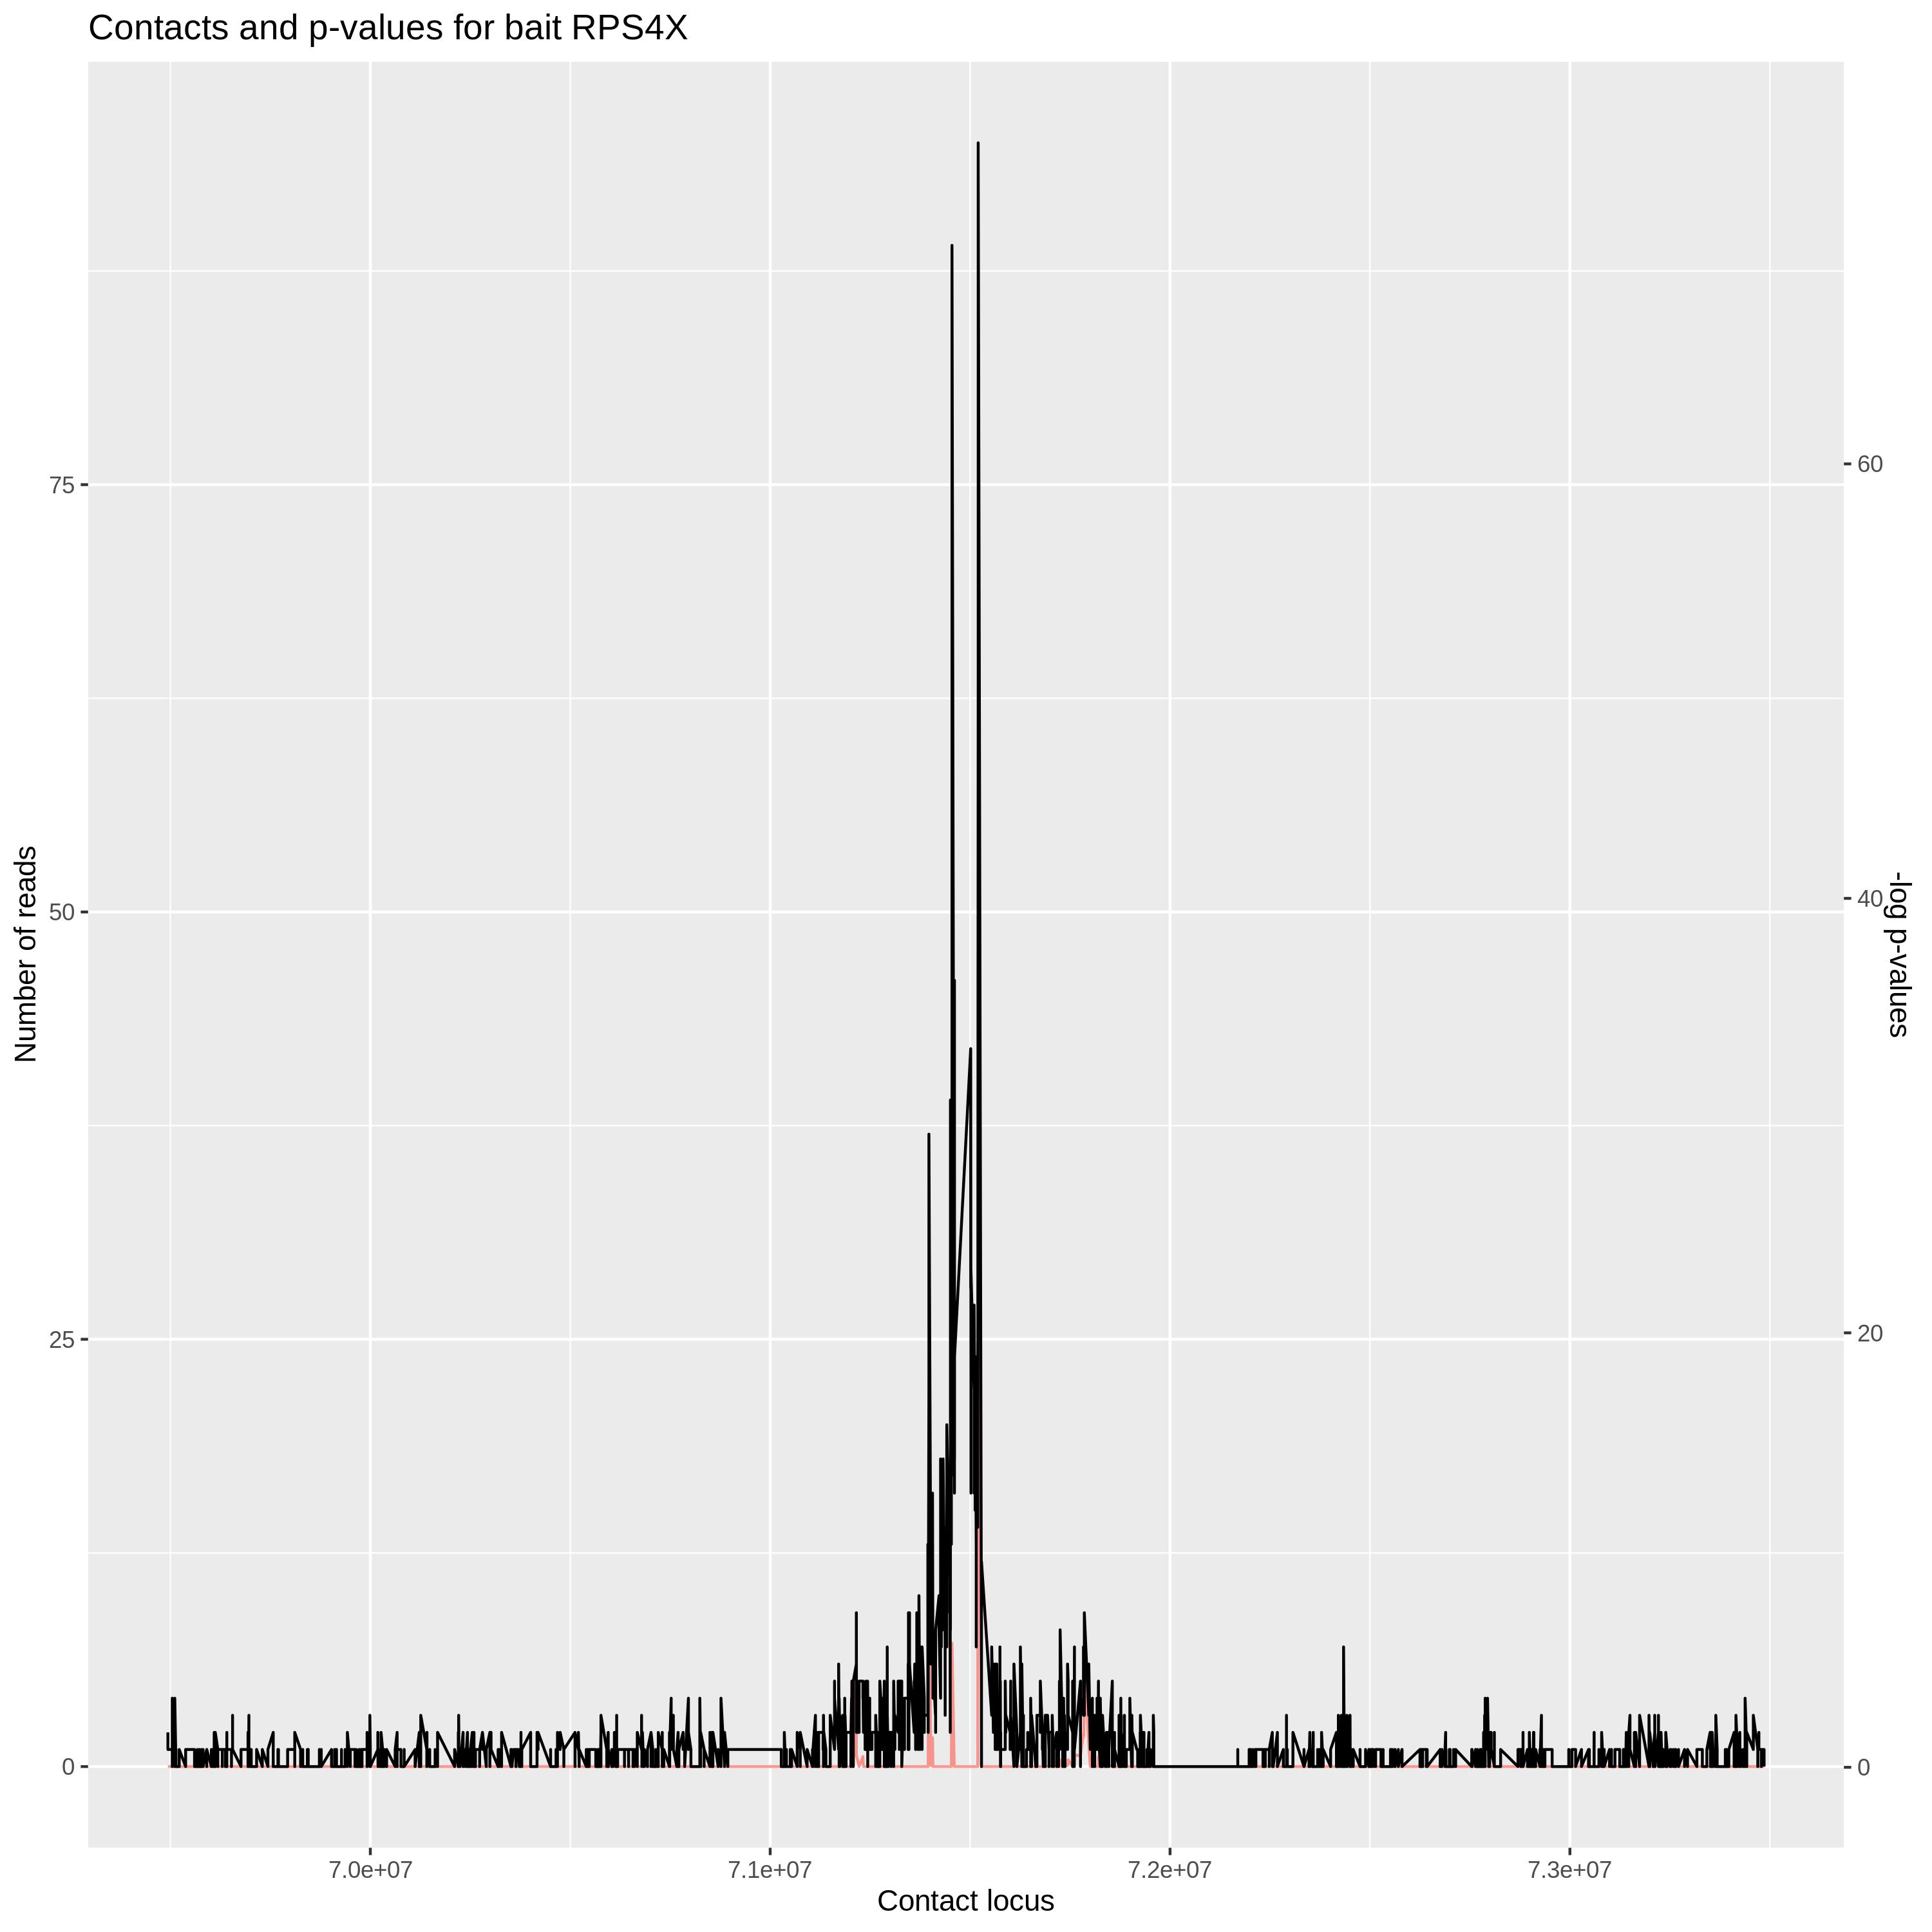 Contacts and p-values for bait RPS4X
75
50
25
0
Number of reads
60
40
20
0
-log p-values
7.0e+07
7.1e+07
7.2e+07
7.3e+07
Contact locus